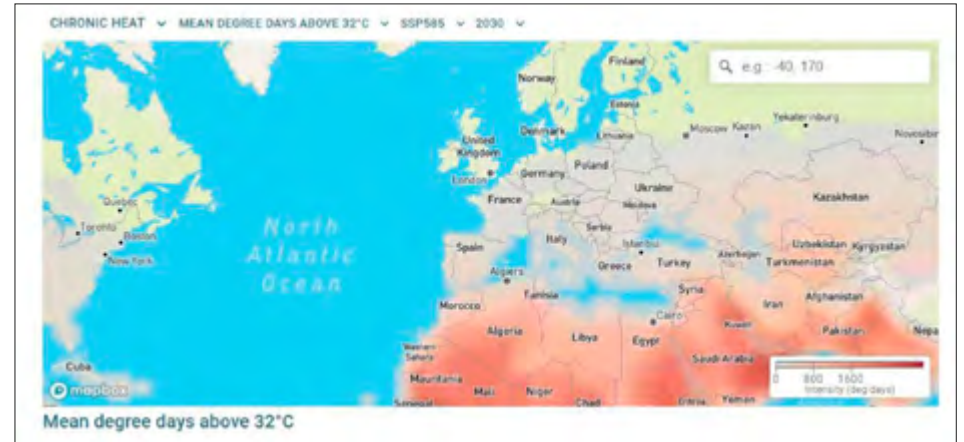 CHRONIC HEAT MEAN DEGREE DAYS ABOVE 32°C SSP585 2030
e.g.: -40, 170
Finland
Norway
Estonia
Yekaterinburg
Moscow Kazan
Novosibir
Denmark
Lithuania
United
Kingdom
London
Germany
Poland
Ukraine
Kazakhstan
France
Austria
Moldova
Quebec
Toronto
Boston
New York
North
Atlantic
Ocean
Serbia
Spain
Italy
Istanbul
Greece
Turkey
Azerbaijan
Uzbekistan Kyrgyzstan
Turkmenistan
Algiers
Tunisia
Syria
Morocco
Cairo
Iran
Afghanistan
Algeria
Libya
Egypt
Kuwait
Pakistan
Nepa
Western
Sahara
Saudi Arabia
Cuba
Mauritania
Mali
Niger
Chad
Senegal
Eritrea
Yemen
0 800 1600
Intensity (deg days)
mapbox
Mean degree days above 32°C